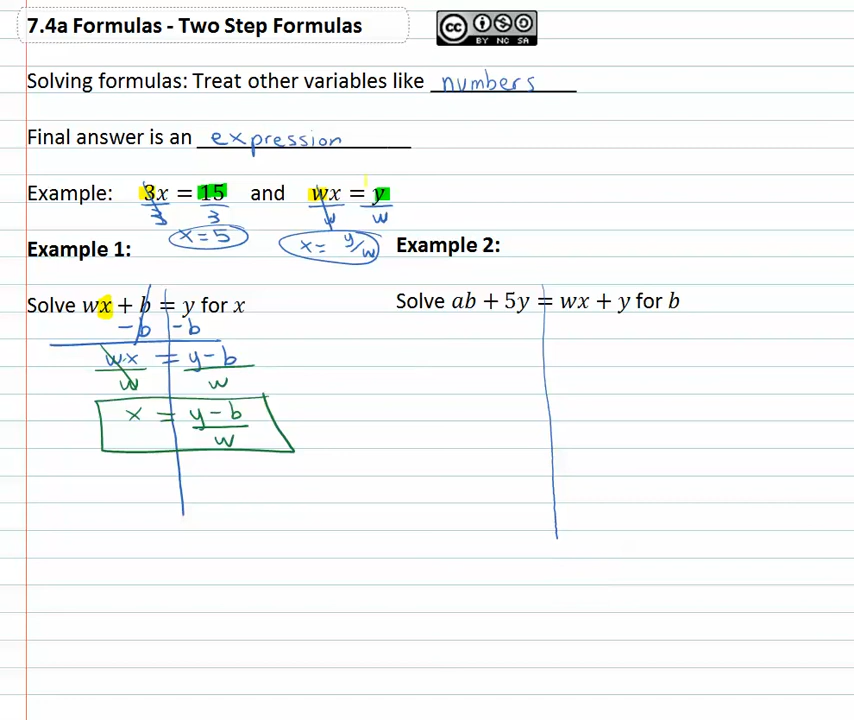 7.4a Formulas - Two Step Formulas
cc BY NC SA
Solving formulas: Treat other variables like numbers
Final answer is an expression
Example: 3x = 15 and wx = y
3 3 w w
x = 5 x = y/w
Example 1:
Solve wx + b = y for x
-b -b
wx = y - b
w w
x = y - b
w
Example 2:
Solve ab + 5y = wx + y for b